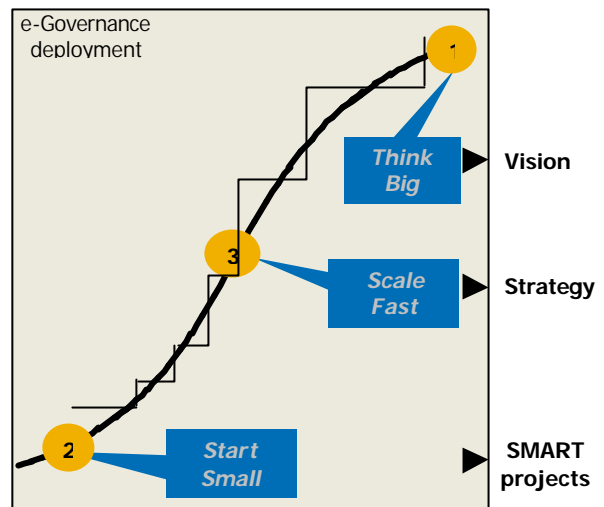 e-Governance
deployment
1
Think
Big
Vision
3
Scale
Fast
Strategy
2
Start
Small
SMART
projects